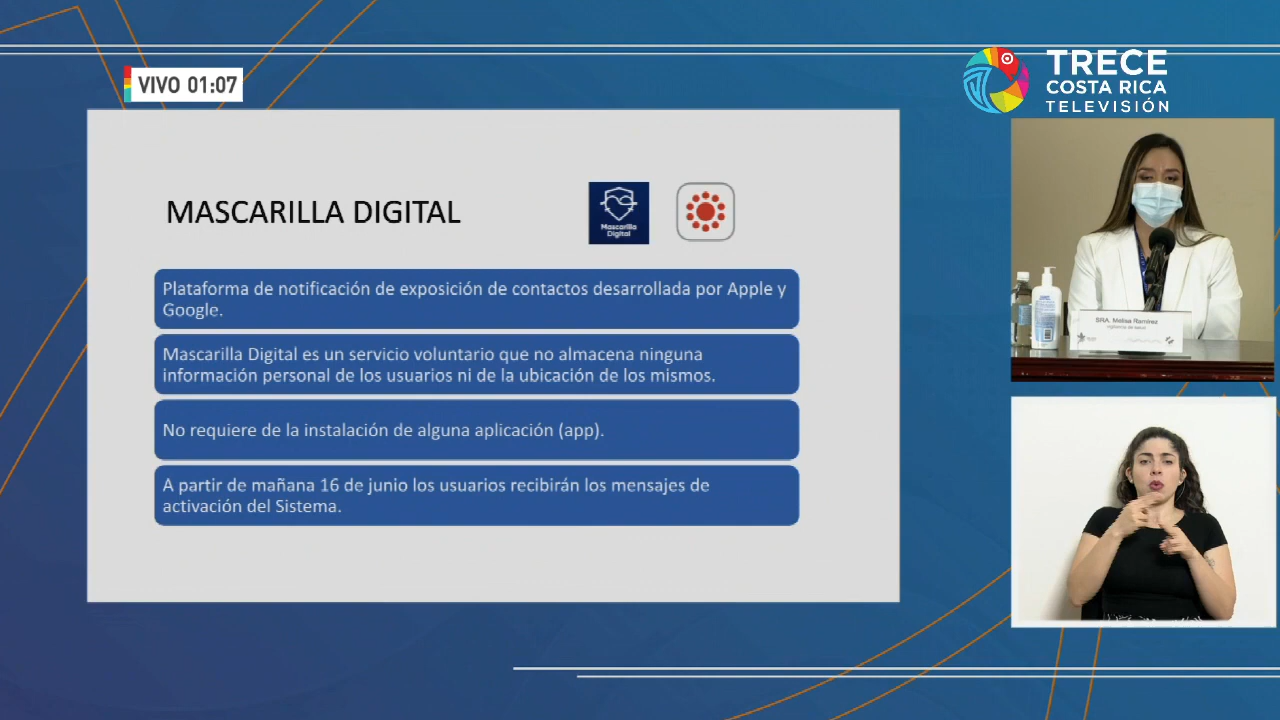 VIVO 01:07
TRECE
COSTA RICA
TELEVISIÓN
MASCARILLA DIGITAL
Mascarilla
Digital
Plataforma de notificación de exposición de contactos desarrollada por Apple y
Google.
Mascarilla Digital es un servicio voluntario que no almacena ninguna
información personal de los usuarios ni de la ubicación de los mismos.
No requiere de la instalación de alguna aplicación (app).
A partir de mañana 16 de junio los usuarios recibirán los mensajes de
activación del Sistema.
SRA. Melisa Ramírez
Vigilancia de salud